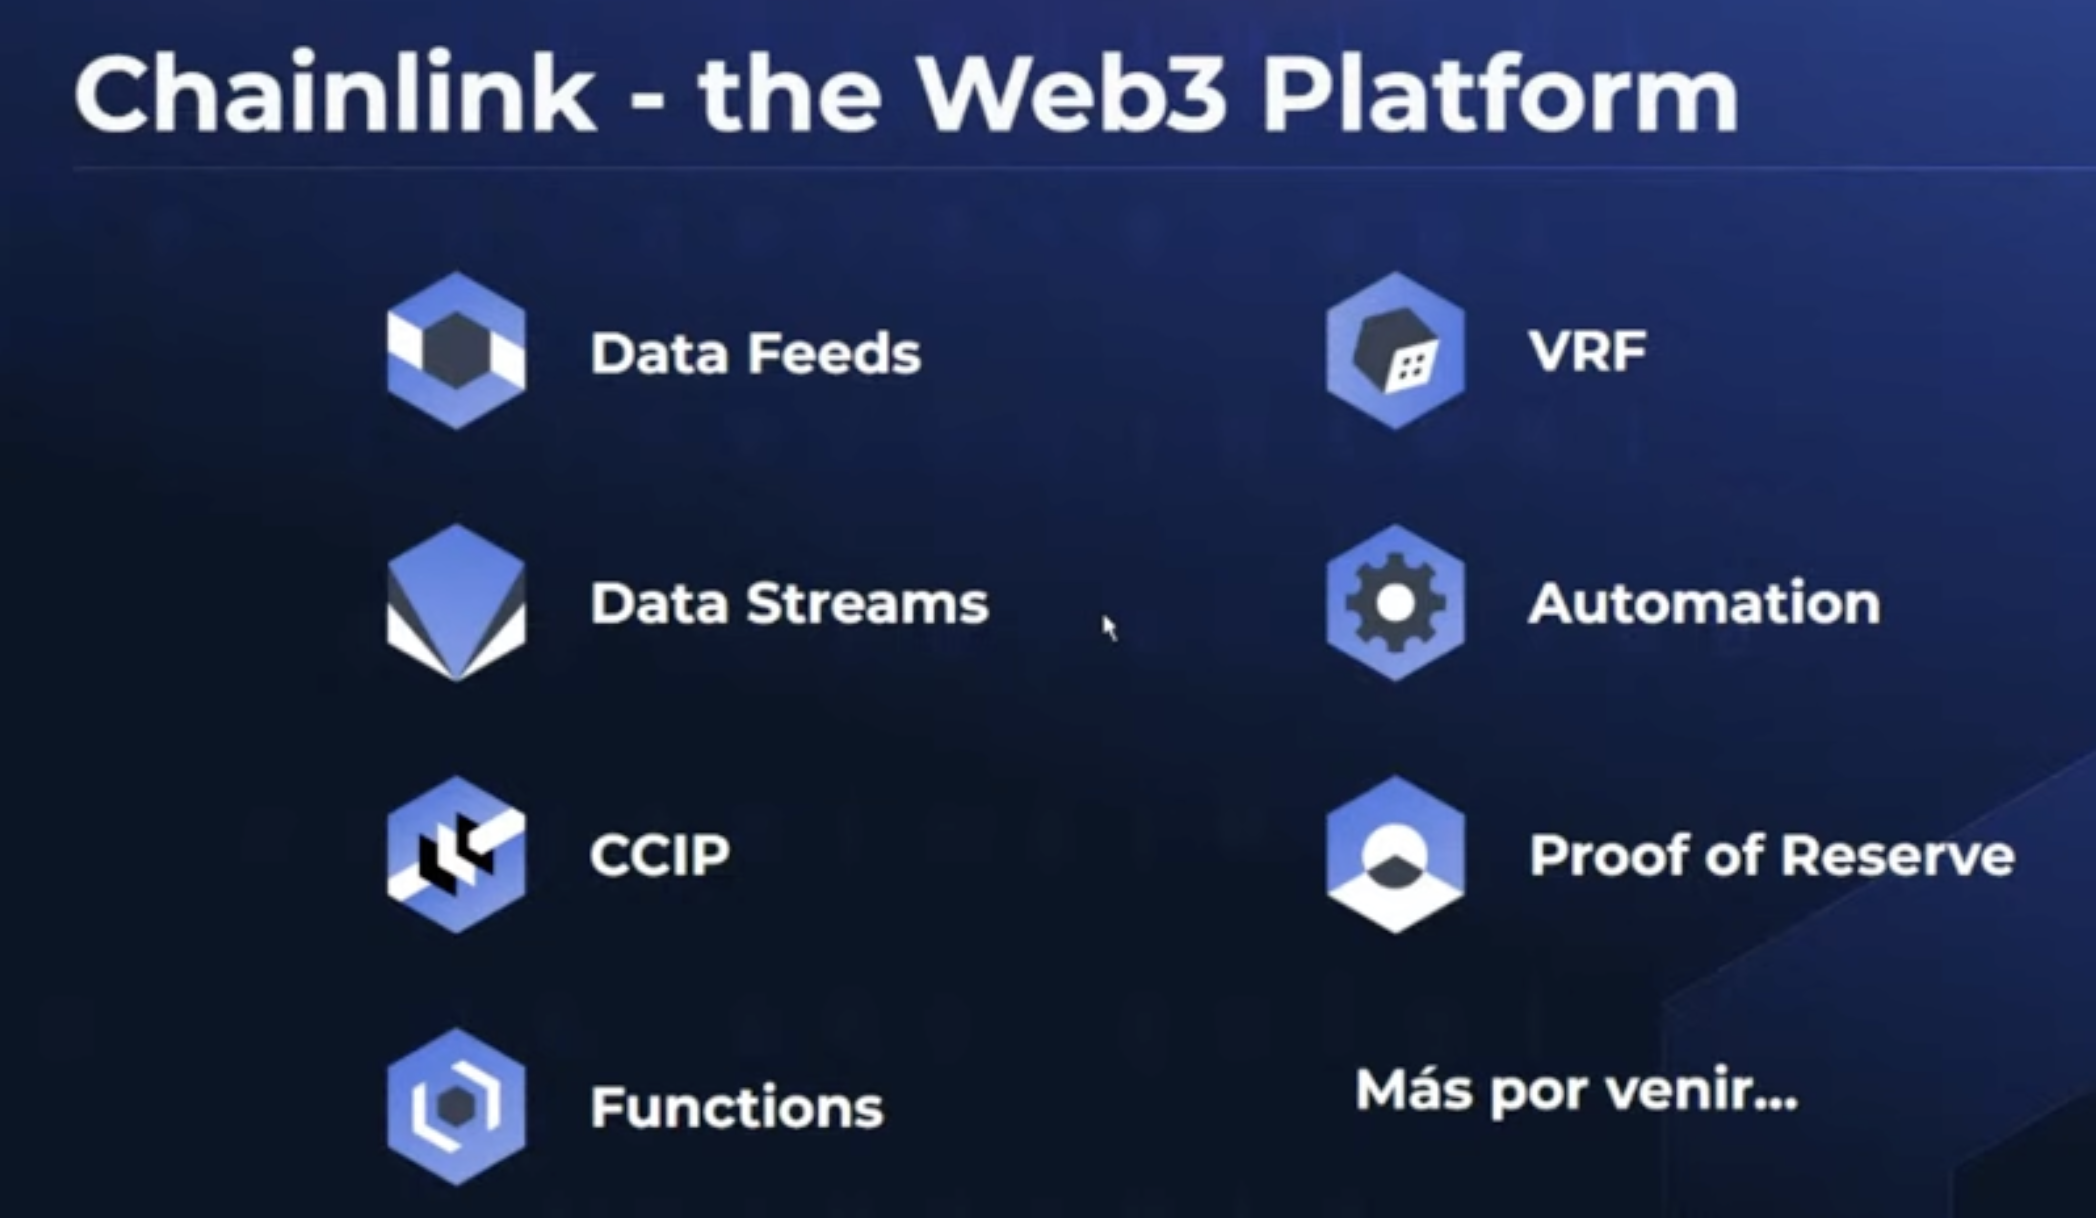 Chainlink - the Web3 Platform
Data Feeds
VRF
Data Streams
Automation
CCIP
Proof of Reserve
Functions
Más por venir...